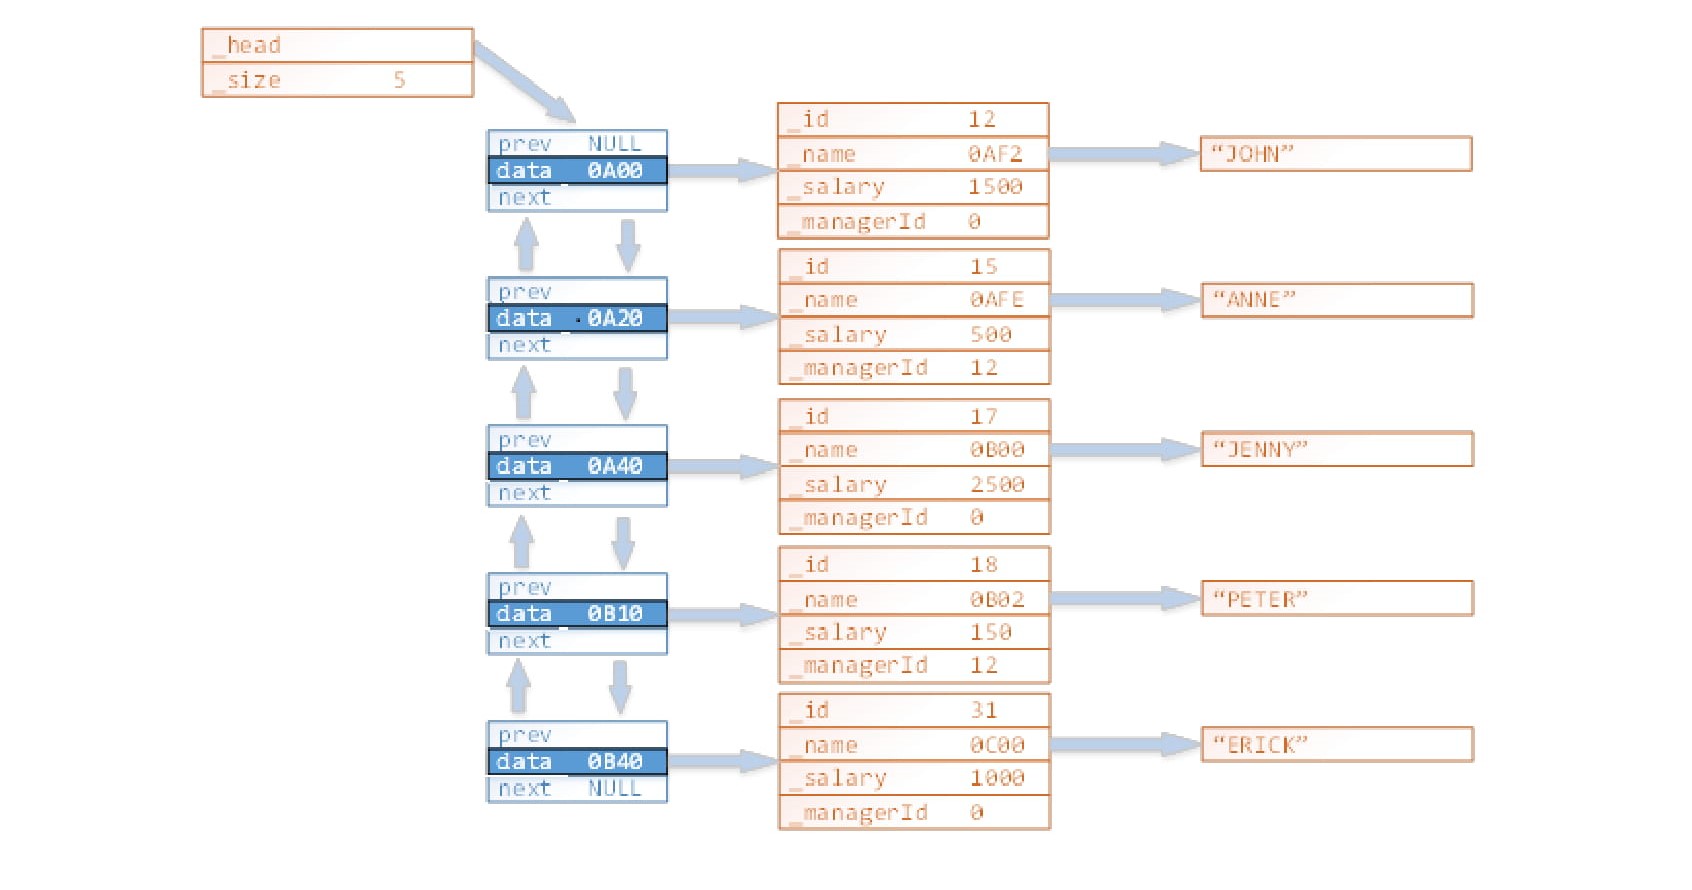 _head
_size 5
prev NULL
data 0A00
next
_id 12
_name 0AF2
_salary 1500
_managerId 0
“JOHN”
prev
data 0A20
next
_id 15
_name 0AFE
_salary 500
_managerId 12
“ANNE”
prev
data 0A40
next
_id 17
_name 0B00
_salary 2500
_managerId 0
“JENNY”
prev
data 0B10
next
_id 18
_name 0B02
_salary 150
_managerId 12
“PETER”
prev
data 0B40
next NULL
_id 31
_name 0C00
_salary 1000
_managerId 0
“ERICK”